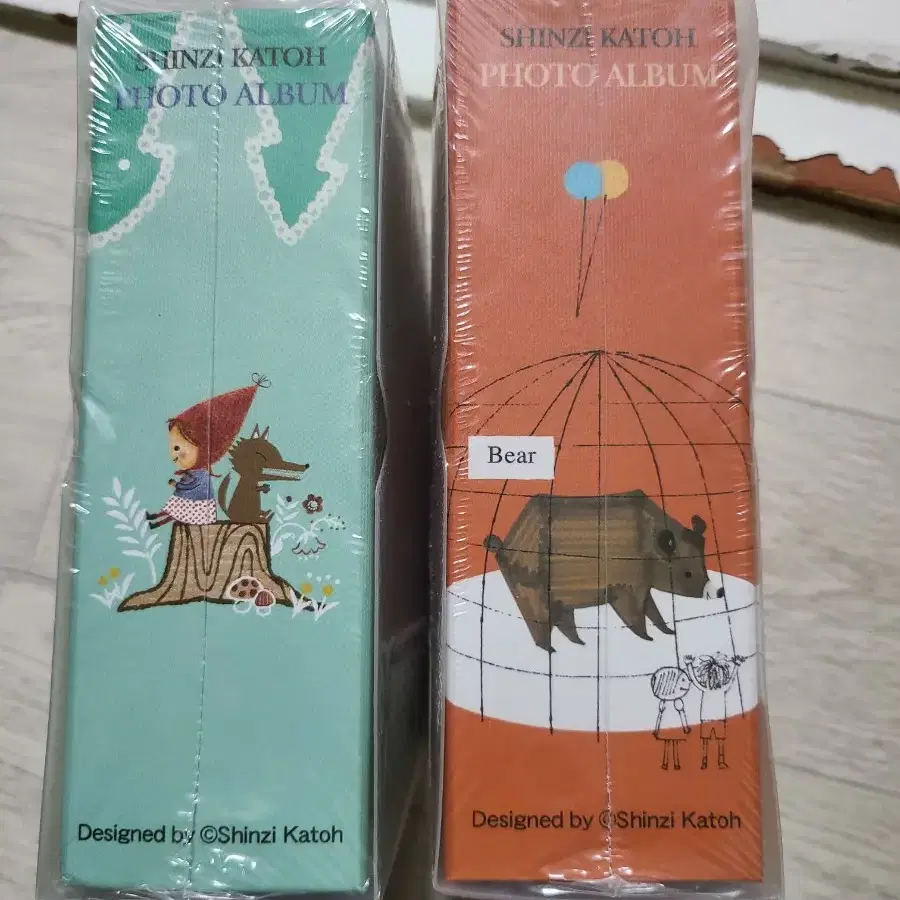 SHINZI KATOH
PHOTO ALBUM
Designed by ©Shinzi Katoh
SHINZI KATOH
PHOTO ALBUM
Bear
Designed by ©Shinzi Katoh